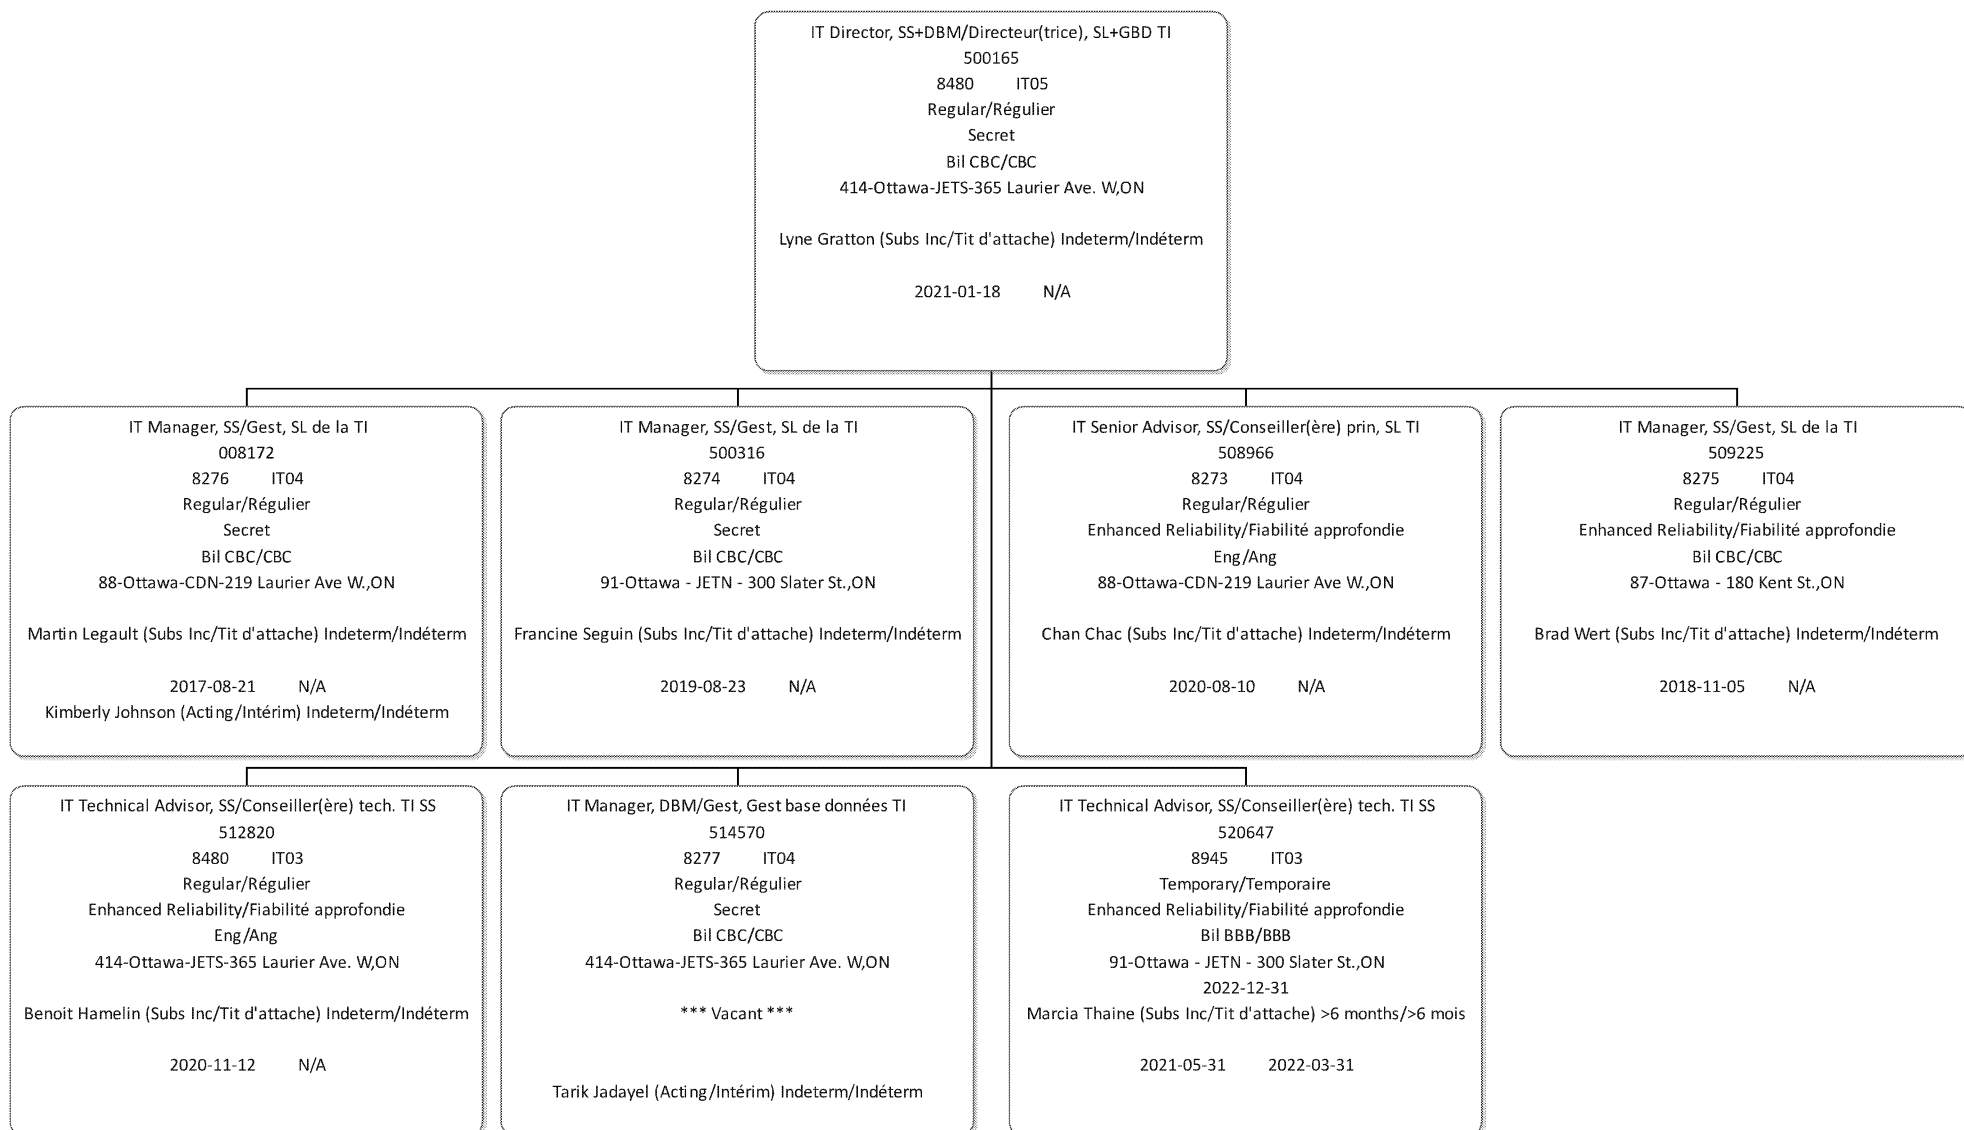 IT Director, SS+DBM/Directeur(trice), SL+GBD TI
500165
8480 IT05
Regular/Régulier
Secret
Bil CBC/CBC
414-Ottawa-JETS-365 Laurier Ave. W,ON
Lyne Gratton (Subs Inc/Tit d'attache) Indeterm/Indéterm
2021-01-18 N/A
IT Manager, SS/Gest, SL de la TI
008172
8276 IT04
Regular/Régulier
Secret
Bil CBC/CBC
88-Ottawa-CDN-219 Laurier Ave W.,ON
Martin Legault (Subs Inc/Tit d'attache) Indeterm/Indéterm
2017-08-21 N/A
Kimberly Johnson (Acting/Intérim) Indeterm/Indéterm
IT Manager, SS/Gest, SL de la TI
500316
8274 IT04
Regular/Régulier
Secret
Bil CBC/CBC
91-Ottawa - JETN - 300 Slater St.,ON
Francine Seguin (Subs Inc/Tit d'attache) Indeterm/Indéterm
2019-08-23 N/A
IT Senior Advisor, SS/Conseiller(ère) prin, SL TI
508966
8273 IT04
Regular/Régulier
Enhanced Reliability/Fiabilité approfondie
Eng/Ang
88-Ottawa-CDN-219 Laurier Ave W.,ON
Chan Chac (Subs Inc/Tit d'attache) Indeterm/Indéterm
2020-08-10 N/A
IT Manager, SS/Gest, SL de la TI
509225
8275 IT04
Regular/Régulier
Enhanced Reliability/Fiabilité approfondie
Bil CBC/CBC
87-Ottawa - 180 Kent St.,ON
Brad Wert (Subs Inc/Tit d'attache) Indeterm/Indéterm
2018-11-05 N/A
IT Technical Advisor, SS/Conseiller(ère) tech. TI SS
512820
8480 IT03
Regular/Régulier
Enhanced Reliability/Fiabilité approfondie
Eng/Ang
414-Ottawa-JETS-365 Laurier Ave. W,ON
Benoit Hamelin (Subs Inc/Tit d'attache) Indeterm/Indéterm
2020-11-12 N/A
IT Manager, DBM/Gest, Gest base données TI
514570
8277 IT04
Regular/Régulier
Secret
Bil CBC/CBC
414-Ottawa-JETS-365 Laurier Ave. W,ON
*** Vacant ***
Tarik Jadayel (Acting/Intérim) Indeterm/Indéterm
IT Technical Advisor, SS/Conseiller(ère) tech. TI SS
520647
8945 IT03
Temporary/Temporaire
Enhanced Reliability/Fiabilité approfondie
Bil BBB/BBB
91-Ottawa - JETN - 300 Slater St.,ON
2022-12-31
Marcia Thaine (Subs Inc/Tit d'attache) >6 months/>6 mois
2021-05-31 2022-03-31